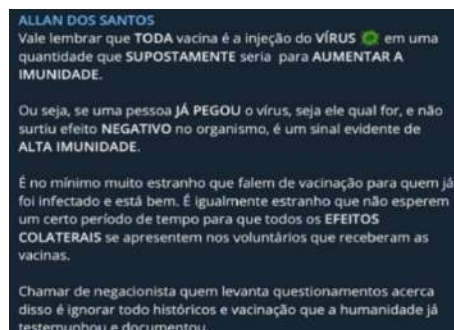 ALLAN DOS SANTOS
Vale lembrar que TODA vacina é a injeção do VÍRUS 🦠 em uma
quantidade que SUPOSTAMENTE seria para AUMENTAR A
IMUNIDADE.
Ou seja, se uma pessoa JÁ PEGOU o vírus, seja ele qual for, e não
surtiu efeito NEGATIVO no organismo, é um sinal evidente de
ALTA IMUNIDADE.
É no mínimo muito estranho que falem de vacinação para quem já
foi infectado e está bem. É igualmente estranho que não esperem
um certo período de tempo para que todos os EFEITOS
COLATERAIS se apresentem nos voluntários que receberam as
vacinas.
Chamar de negacionista quem levanta questionamentos acerca
disso é ignorar todo históricos e vacinação que a humanidade já
testemunhou e documentou.